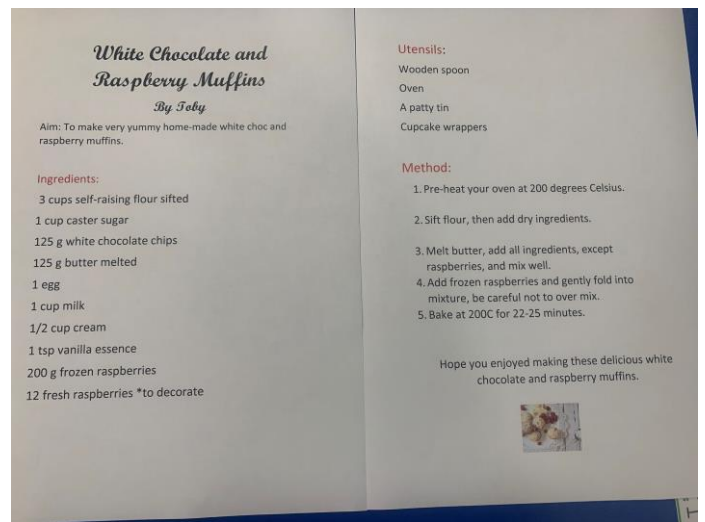 White Chocolate and
Raspberry Muffins
By Toby
Aim: To make very yummy home-made white choc and
raspberry muffins.
Ingredients:
3 cups self-raising flour sifted
1 cup caster sugar
125 g white chocolate chips
125 g butter melted
1 egg
1 cup milk
1/2 cup cream
1 tsp vanilla essence
200 g frozen raspberries
12 fresh raspberries *to decorate
Utensils:
Wooden spoon
Oven
A patty tin
Cupcake wrappers
Method:
1. Pre-heat your oven at 200 degrees Celsius.
2. Sift flour, then add dry ingredients.
3. Melt butter, add all ingredients, except
raspberries, and mix well.
4. Add frozen raspberries and gently fold into
mixture, be careful not to over mix.
5. Bake at 200C for 22-25 minutes.
Hope you enjoyed making these delicious white
chocolate and raspberry muffins.